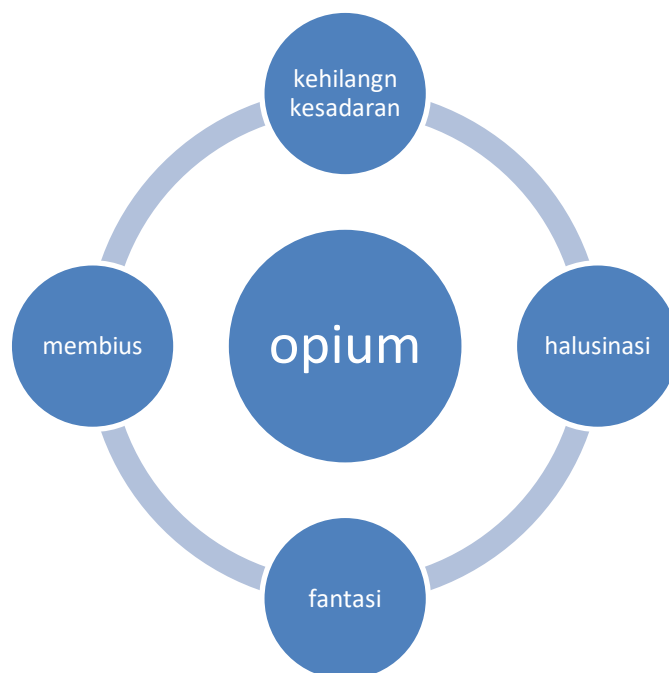 kehilangn
kesadaran
membius
opium
halusinasi
fantasi